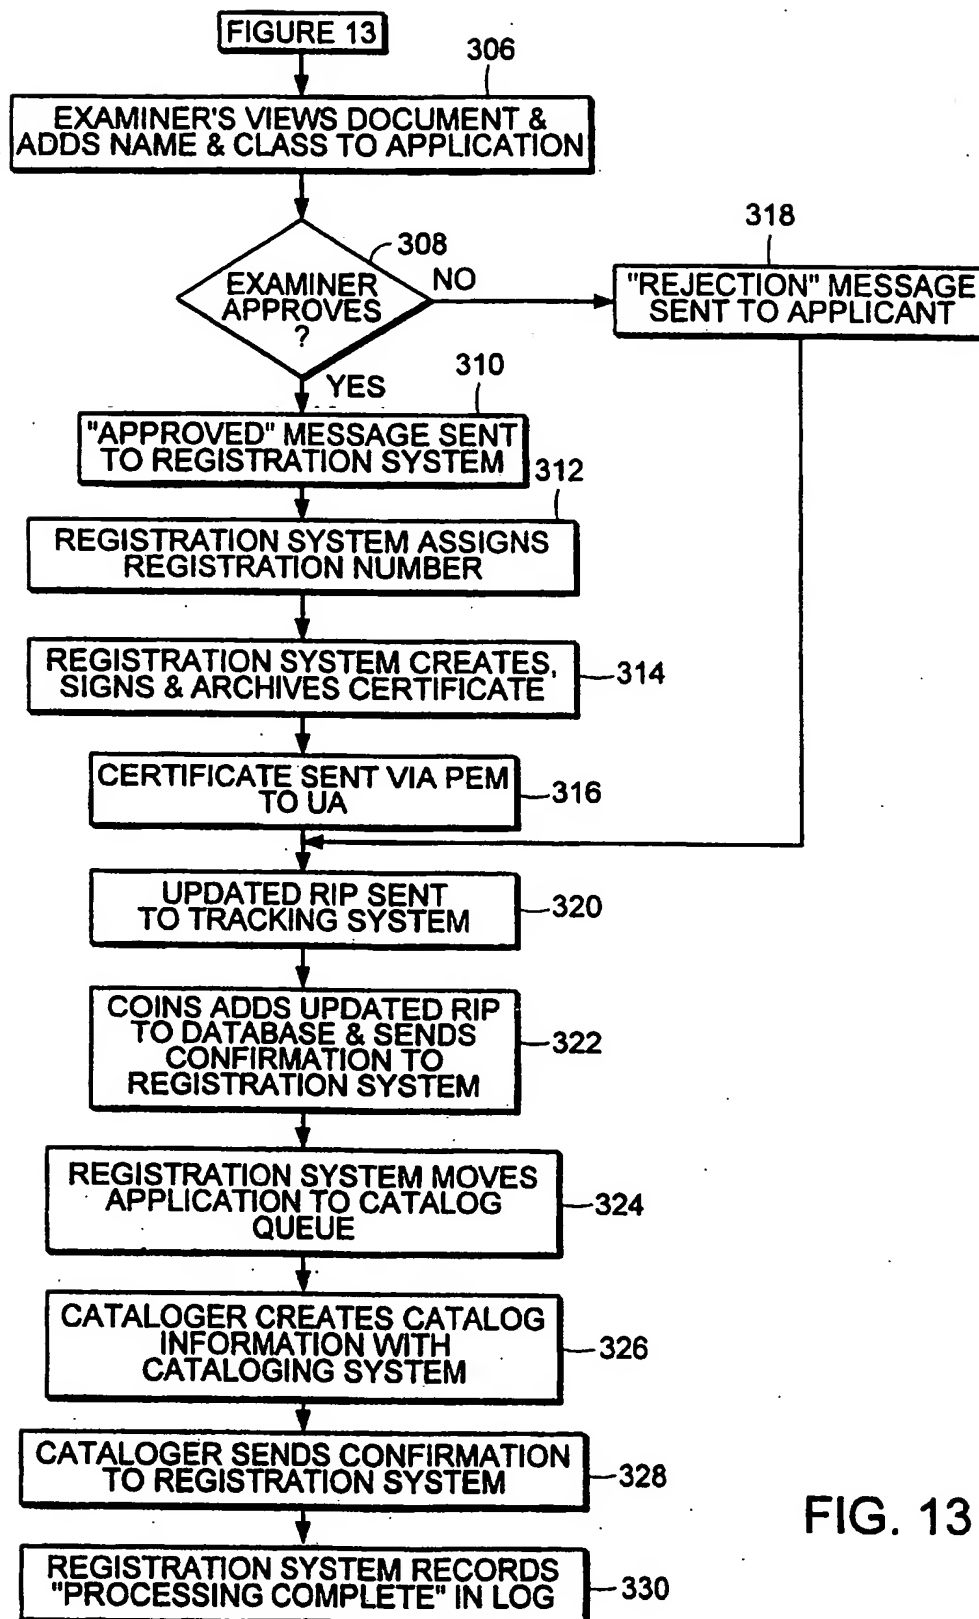 FIGURE 13
306
EXAMINER'S VIEWS DOCUMENT &
ADDS NAME & CLASS TO APPLICATION
308
EXAMINER
APPROVES
?
NO
318
"REJECTION" MESSAGE
SENT TO APPLICANT
YES
310
"APPROVED" MESSAGE SENT
TO REGISTRATION SYSTEM
312
REGISTRATION SYSTEM ASSIGNS
REGISTRATION NUMBER
REGISTRATION SYSTEM CREATES,
SIGNS & ARCHIVES CERTIFICATE
314
CERTIFICATE SENT VIA PEM
TO UA
316
UPDATED RIP SENT
TO TRACKING SYSTEM
320
COINS ADDS UPDATED RIP
TO DATABASE & SENDS
CONFIRMATION TO
REGISTRATION SYSTEM
322
REGISTRATION SYSTEM MOVES
APPLICATION TO CATALOG
QUEUE
324
CATALOGER CREATES CATALOG
INFORMATION WITH
CATALOGING SYSTEM
326
CATALOGER SENDS CONFIRMATION
TO REGISTRATION SYSTEM
328
REGISTRATION SYSTEM RECORDS
"PROCESSING COMPLETE" IN LOG
330
FIG. 13